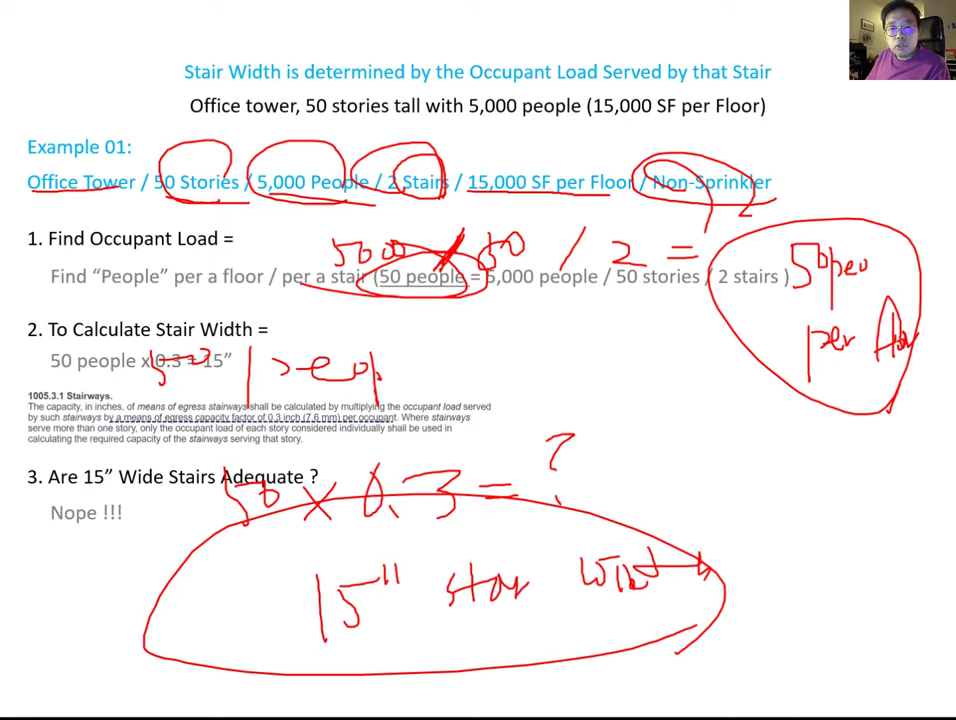 Stair Width is determined by the Occupant Load Served by that Stair
Office tower, 50 stories tall with 5,000 people (15,000 SF per Floor)
Example 01:
Office Tower / 50 Stories / 5,000 People / 2 Stairs / 15,000 SF per Floor / Non-Sprinkler
1. Find Occupant Load =
5000 50 / 2 =
50 peo
Find “People” per a floor / per a stair (50 people = 5,000 people / 50 stories / 2 stairs )
per floor
2. To Calculate Stair Width =
50 people x 0.3 = 15”
1005.3.1 Stairways.
The capacity, in inches, of means of egress stairways shall be calculated by multiplying the occupant load served
by such stairways by a means of egress capacity factor of 0.3 inch (7.6 mm) per occupant. Where stairways
serve more than one story, only the occupant load of each story considered individually shall be used in
calculating the required capacity of the stairways serving that story.
3. Are 15” Wide Stairs Adequate ?
50 x 0.3 = ?
Nope !!!
15" stair